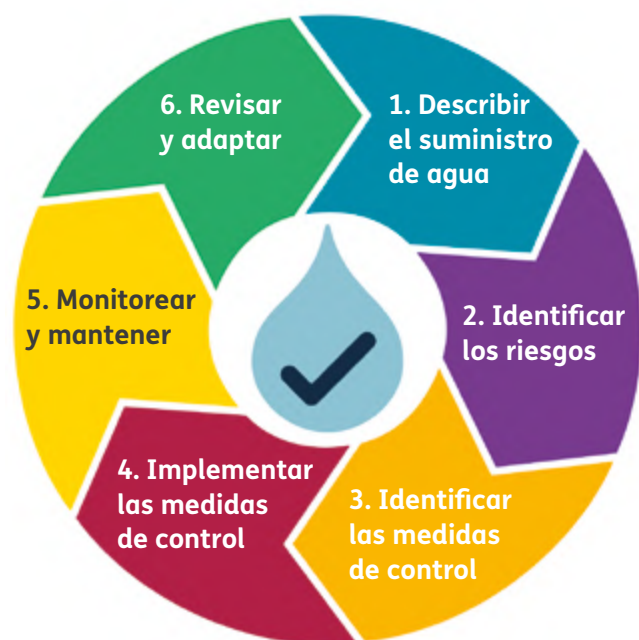 1. Describir
el suministro
de agua
2. Identificar
los riesgos
3. Identificar
las medidas
de control
4. Implementar
las medidas
de control
5. Monitorear
y mantener
6. Revisar
y adaptar